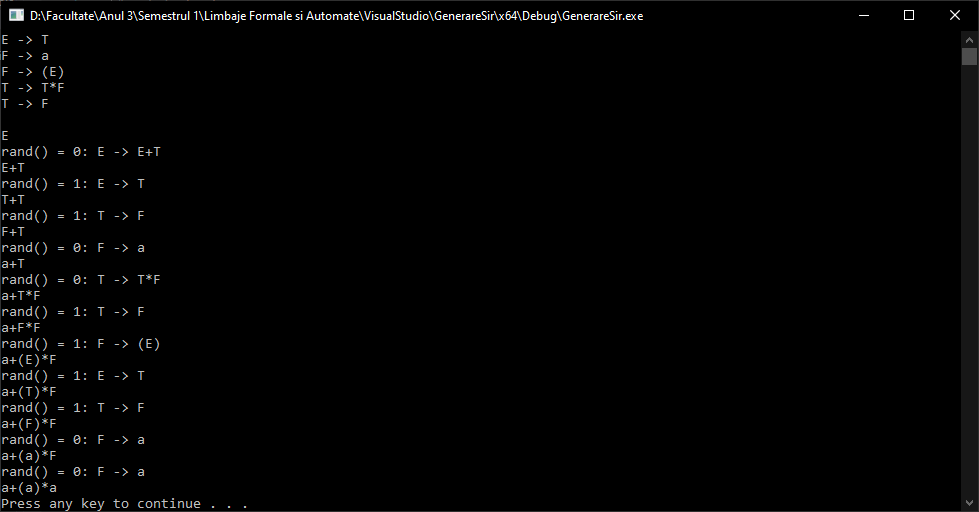 D:\Facultate\Anul 3\Semestrul 1\Limbaje Formale si Automate\VisualStudio\GenerareSir\x64\Debug\GenerareSir.exe
E -> T
F -> a
F -> (E)
T -> T*F
T -> F
E
rand() = 0: E -> E+T
E+T
rand() = 1: E -> T
T+T
rand() = 1: T -> F
F+T
rand() = 0: F -> a
a+T
rand() = 0: T -> T*F
a+T*F
rand() = 1: T -> F
a+F*F
rand() = 1: F -> (E)
a+(E)*F
rand() = 1: E -> T
a+(T)*F
rand() = 1: T -> F
a+(F)*F
rand() = 0: F -> a
a+(a)*F
rand() = 0: F -> a
a+(a)*a
Press any key to continue . . .